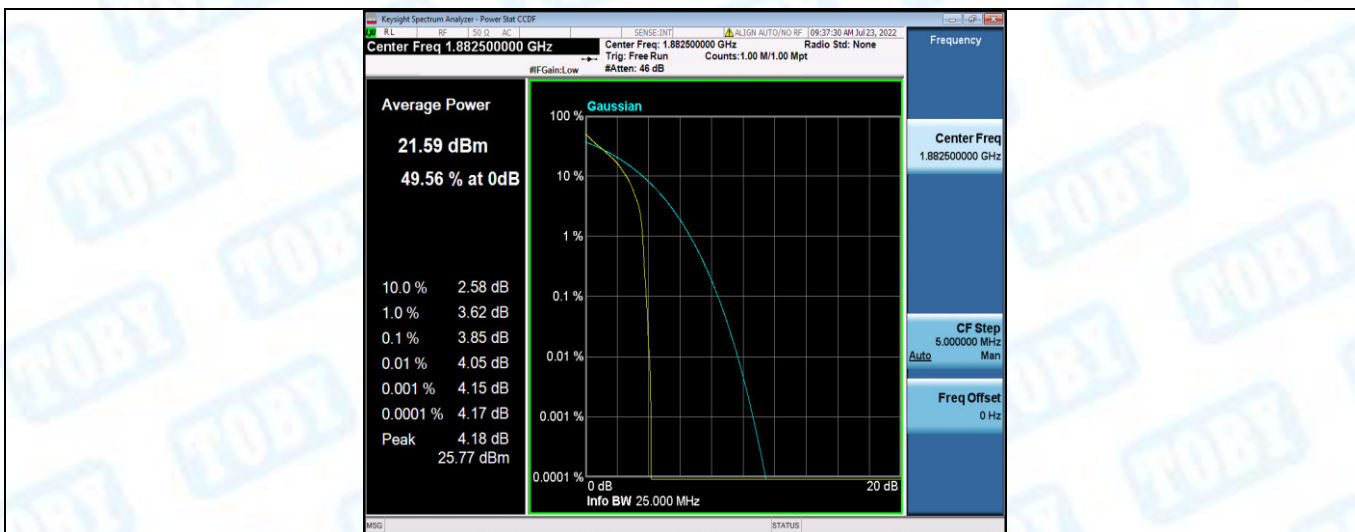 Keysight Spectrum Analyzer - Power Stat CCDF
RL RF 50 Ω AC SENSE:INT ALIGN AUTO/NO RF 09:37:30 AM Jul 23, 2022
Center Freq 1.882500000 GHz
Center Freq: 1.882500000 GHz Radio Std: None
Trig: Free Run Counts:1.00 M/1.00 Mpt
#IFGain:Low #Atten: 46 dB
Frequency
Average Power
21.59 dBm
49.56 % at 0dB
10.0 % 2.58 dB
1.0 % 3.62 dB
0.1 % 3.85 dB
0.01 % 4.05 dB
0.001 % 4.15 dB
0.0001 % 4.17 dB
Peak 4.18 dB
25.77 dBm
Gaussian
100 %
10 %
1 %
0.1 %
0.01 %
0.001 %
0.0001 %
0 dB 20 dB
Info BW 25.000 MHz
Center Freq
1.882500000 GHz
CF Step
5.000000 MHz
Auto Man
Freq Offset
0 Hz
MSG STATUS
TOBY
TOBY
TOBY
TOBY
TOBY
TOBY